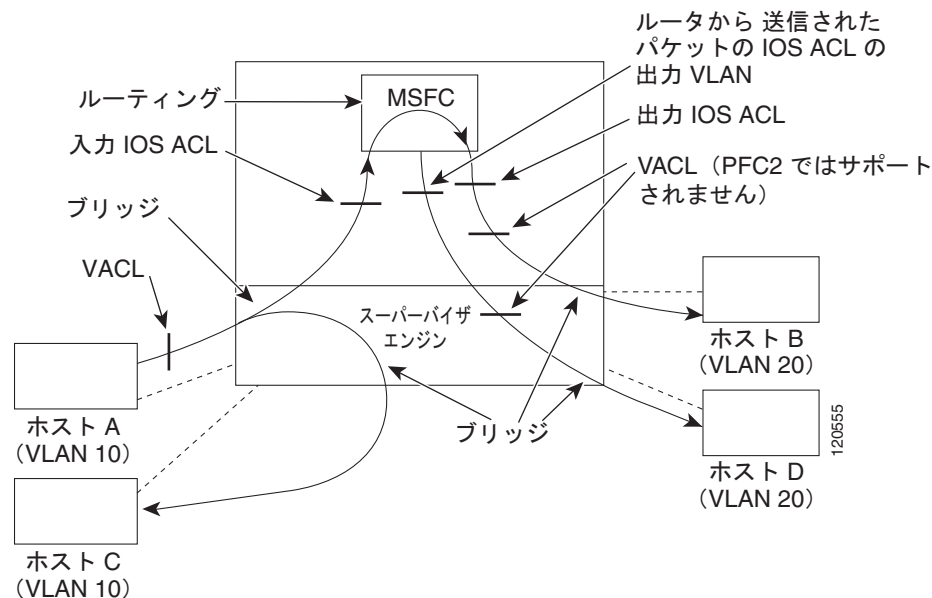 ルータから 送信された
パケットの IOS ACL の
出力 VLAN
ルーティング
MSFC
出力 IOS ACL
入力 IOS ACL
VACL（PFC2 ではサポート
されません）
ブリッジ
VACL
スーパーバイザ
エンジン
ホスト B
（VLAN 20）
ホスト A
（VLAN 10）
ブリッジ
ホスト D
（VLAN 20）
120555
ホスト C
（VLAN 10）